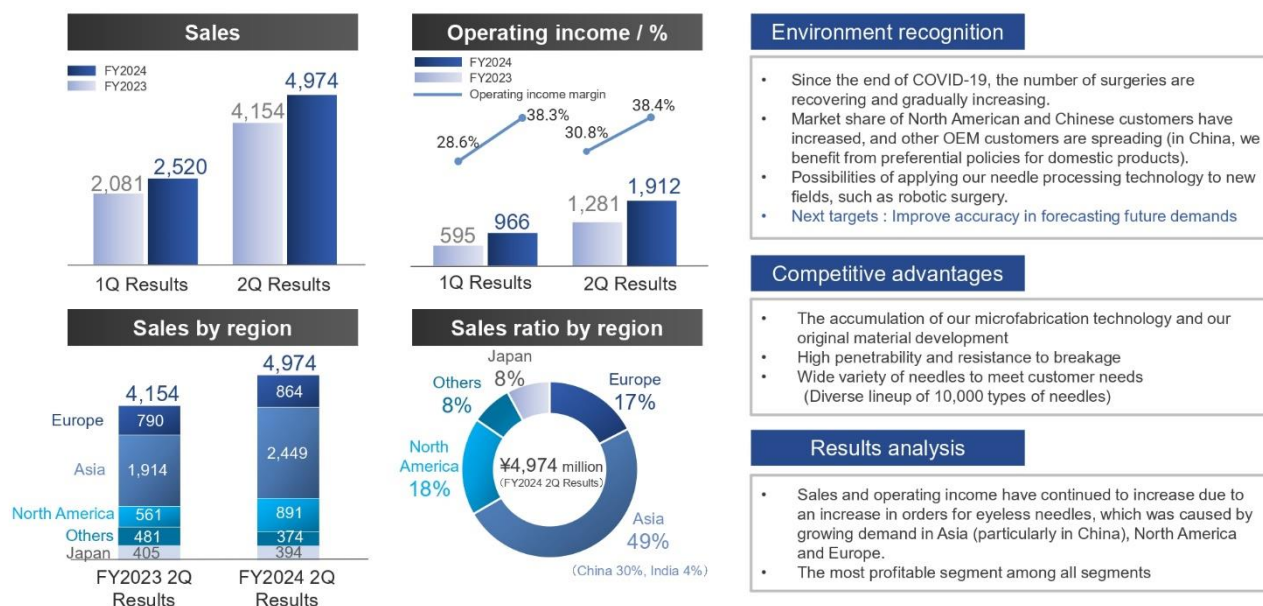 Sales
FY2024
FY2023
2,081
2,520
4,154
4,974
1Q Results
2Q Results
Operating income / %
FY2024
FY2023
Operating income margin
28.6%
38.3%
30.8%
38.4%
595
966
1,281
1,912
1Q Results
2Q Results
Sales by region
4,154
4,974
Europe
790
864
Asia
1,914
2,449
North America
561
891
Others
481
374
Japan
405
394
FY2023 2Q
Results
FY2024 2Q
Results
Sales ratio by region
Japan
8%
Others
8%
Europe
17%
North
America
18%
¥4,974 million
(FY2024 2Q Results)
Asia
49%
(China 30%, India 4%)
Environment recognition
• Since the end of COVID-19, the number of surgeries are
recovering and gradually increasing.
• Market share of North American and Chinese customers have
increased, and other OEM customers are spreading (in China, we
benefit from preferential policies for domestic products).
• Possibilities of applying our needle processing technology to new
fields, such as robotic surgery.
• Next targets : Improve accuracy in forecasting future demands
Competitive advantages
• The accumulation of our microfabrication technology and our
original material development
• High penetrability and resistance to breakage
• Wide variety of needles to meet customer needs
(Diverse lineup of 10,000 types of needles)
Results analysis
• Sales and operating income have continued to increase due to
an increase in orders for eyeless needles, which was caused by
growing demand in Asia (particularly in China), North America
and Europe.
• The most profitable segment among all segments